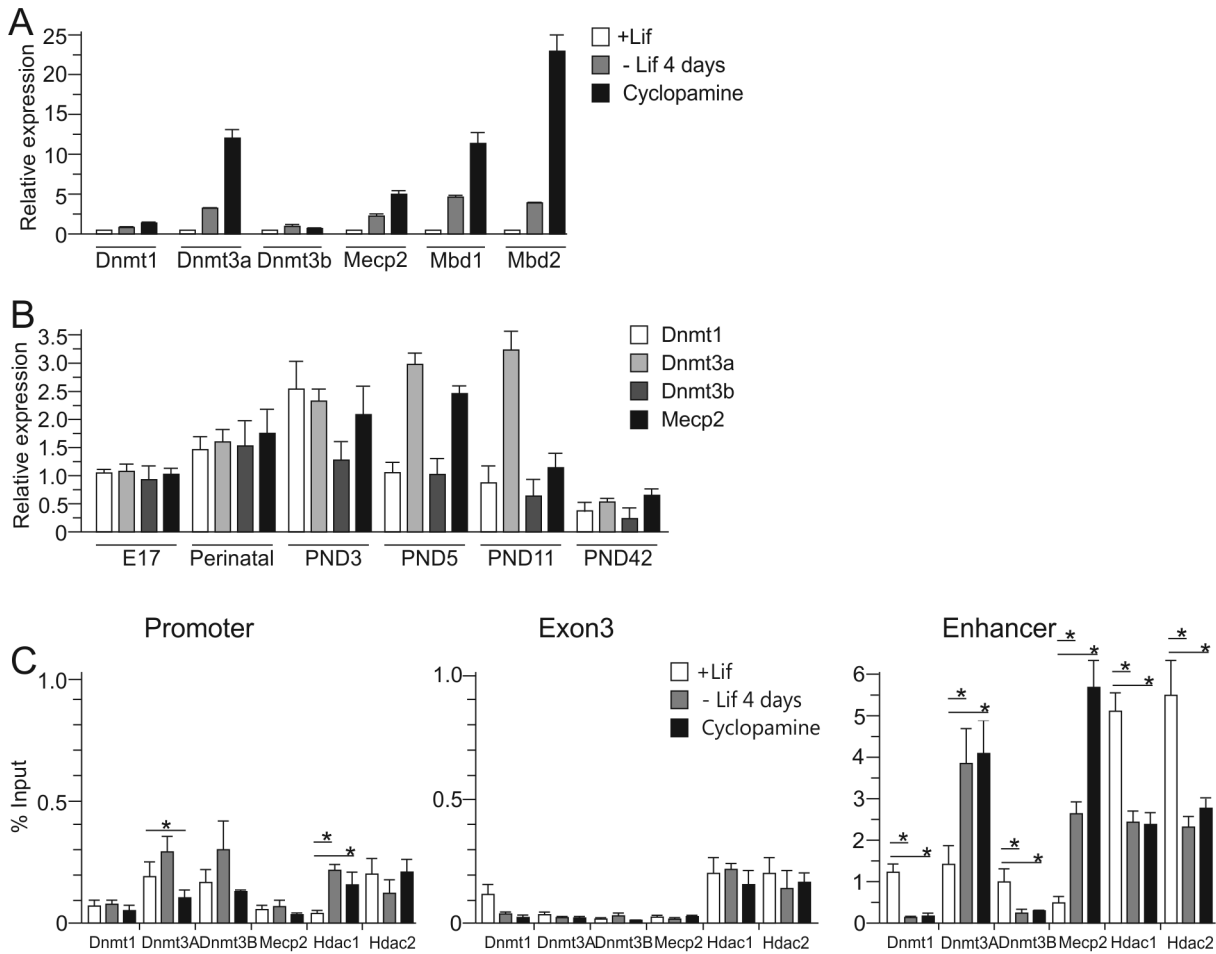 A
25
20
15
10
5
0
Relative expression
+Lif
- Lif 4 days
Cyclopamine
Dnmt1 Dnmt3a Dnmt3b Mecp2 Mbd1 Mbd2
B
3.5
3.0
2.5
2.0
1.5
1.0
0.5
0
Relative expression
Dnmt1
Dnmt3a
Dnmt3b
Mecp2
E17 Perinatal PND3 PND5 PND11 PND42
C
Promoter
1.0
0.5
0
% Input
*
* *
Dnmt1 Dnmt3A Dnmt3B Mecp2 Hdac1 Hdac2
Exon3
1.0
0.5
0
+Lif
- Lif 4 days
Cyclopamine
Dnmt1 Dnmt3A Dnmt3B Mecp2 Hdac1 Hdac2
Enhancer
6
5
4
3
2
1
0
* * * * * * * * * * * *
Dnmt1 Dnmt3A Dnmt3B Mecp2 Hdac1 Hdac2